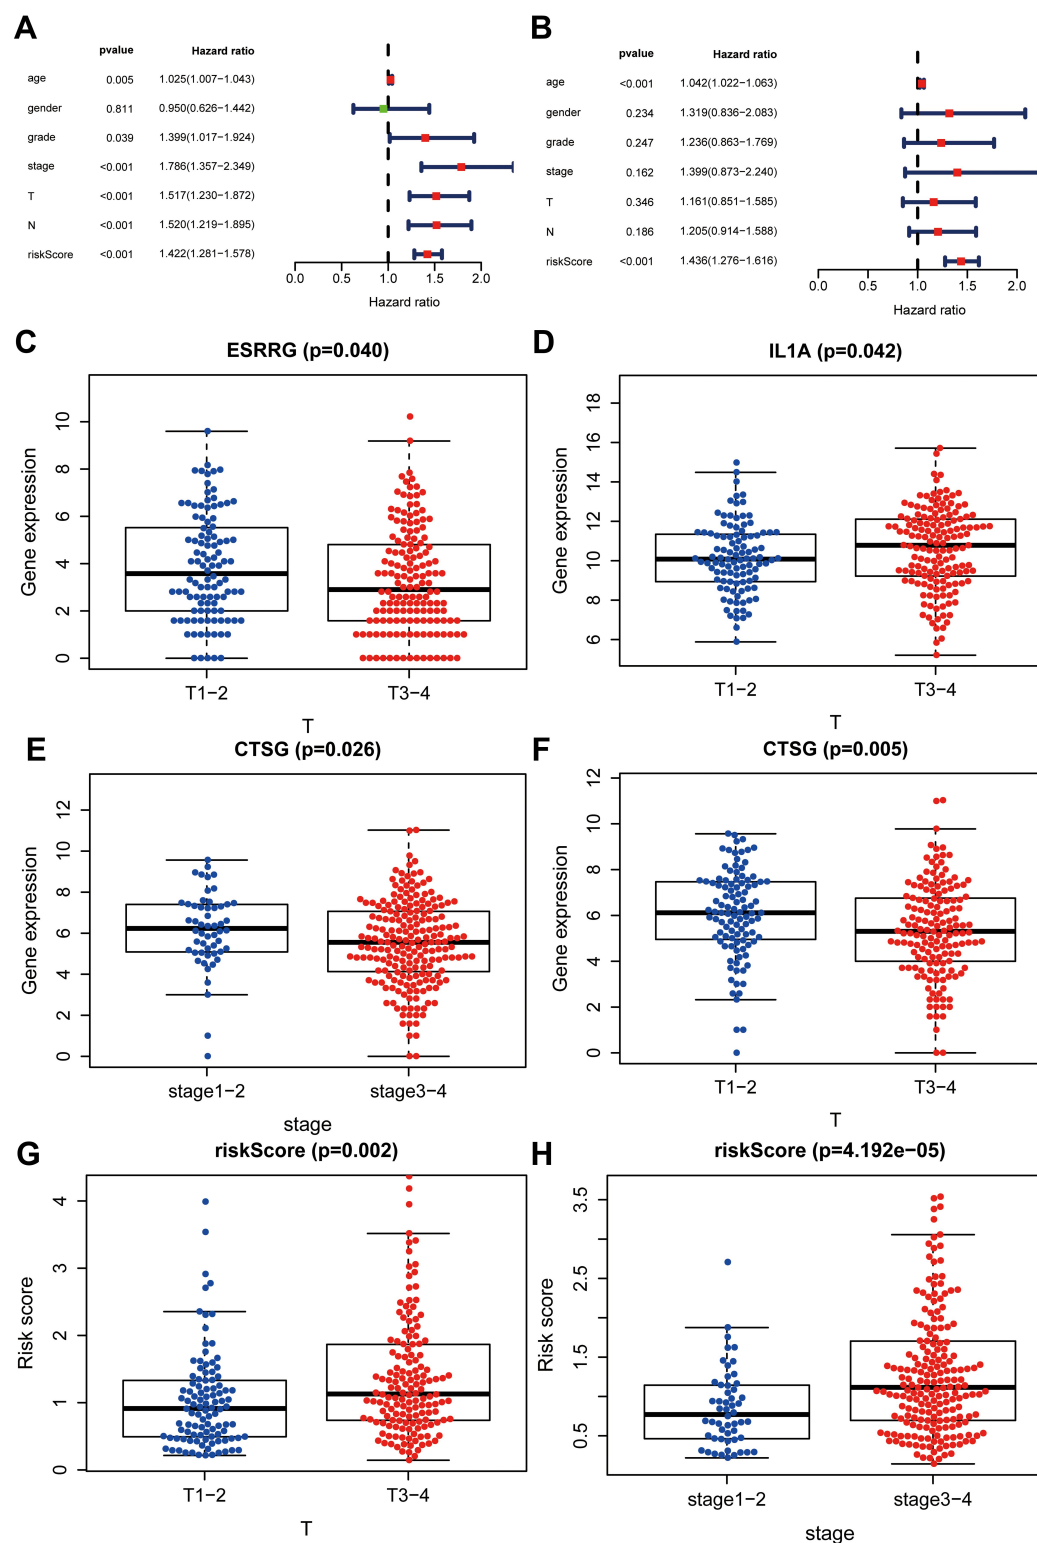 A
pvalue Hazard ratio
age 0.005 1.025(1.007−1.043)
gender 0.811 0.950(0.626−1.442)
grade 0.039 1.399(1.017−1.924)
stage <0.001 1.786(1.357−2.349)
T <0.001 1.517(1.230−1.872)
N <0.001 1.520(1.219−1.895)
riskScore <0.001 1.422(1.281−1.578)
0.0 0.5 1.0 1.5 2.0
Hazard ratio
B
pvalue Hazard ratio
age <0.001 1.042(1.022−1.063)
gender 0.234 1.319(0.836−2.083)
grade 0.247 1.236(0.863−1.769)
stage 0.162 1.399(0.873−2.240)
T 0.346 1.161(0.851−1.585)
N 0.186 1.205(0.914−1.588)
riskScore <0.001 1.436(1.276−1.616)
0.0 0.5 1.0 1.5 2.0
Hazard ratio
C
ESRRG (p=0.040)
Gene expression
10
8
6
4
2
0
T1−2 T3−4
T
D
IL1A (p=0.042)
Gene expression
18
16
14
12
10
8
6
T1−2 T3−4
T
E
CTSG (p=0.026)
Gene expression
12
10
8
6
4
2
0
stage1−2 stage3−4
stage
F
CTSG (p=0.005)
Gene expression
12
10
8
6
4
2
0
T1−2 T3−4
T
G
riskScore (p=0.002)
Risk score
4
3
2
1
0
T1−2 T3−4
T
H
riskScore (p=4.192e−05)
Risk score
3.5
2.5
1.5
0.5
stage1−2 stage3−4
stage